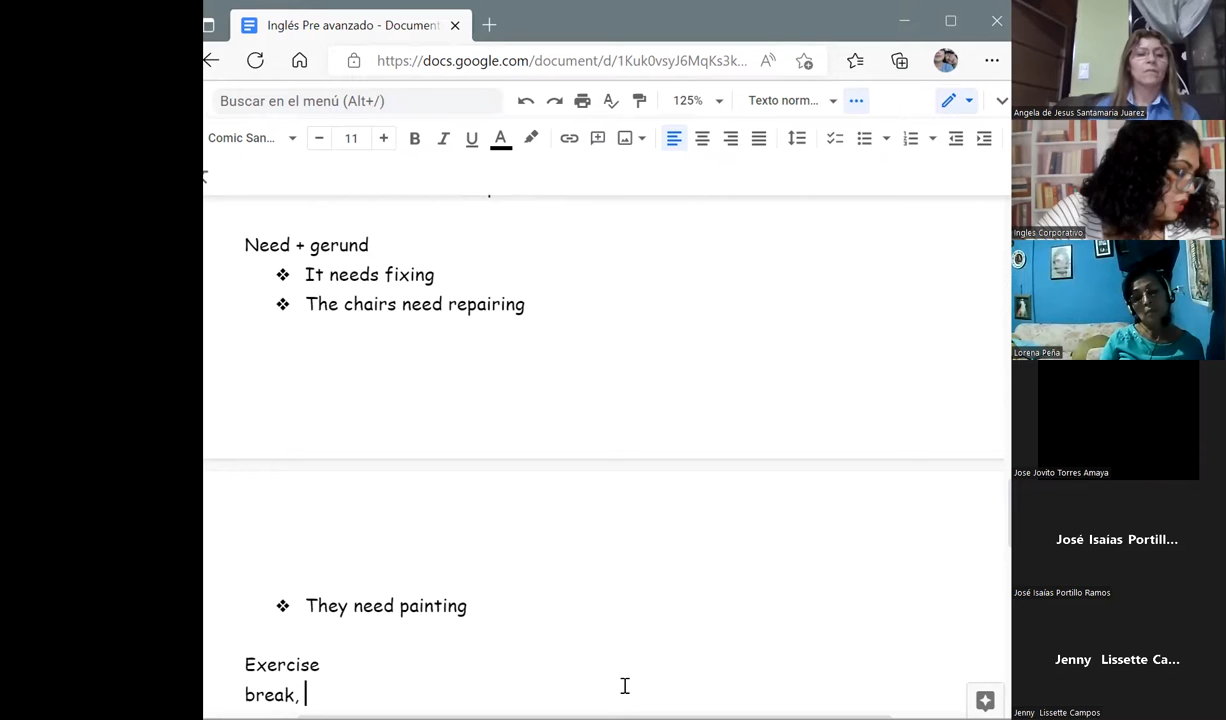 Inglés Pre avanzado - Document
https://docs.google.com/document/d/1Kuk0vsyJ6MqKs3k...
Buscar en el menú (Alt+/)
125%
Texto norm...
Comic San...
11
Need + gerund
❖ It needs fixing
❖ The chairs need repairing
❖ They need painting
Exercise
break,
Angela de Jesus Santamaria Juarez
Ingles Corporativo
Lorena Peña
Jose Jovito Torres Amaya
José Isaías Portill...
José Isaías Portillo Ramos
Jenny Lissette Ca...
Jenny Lissette Campos